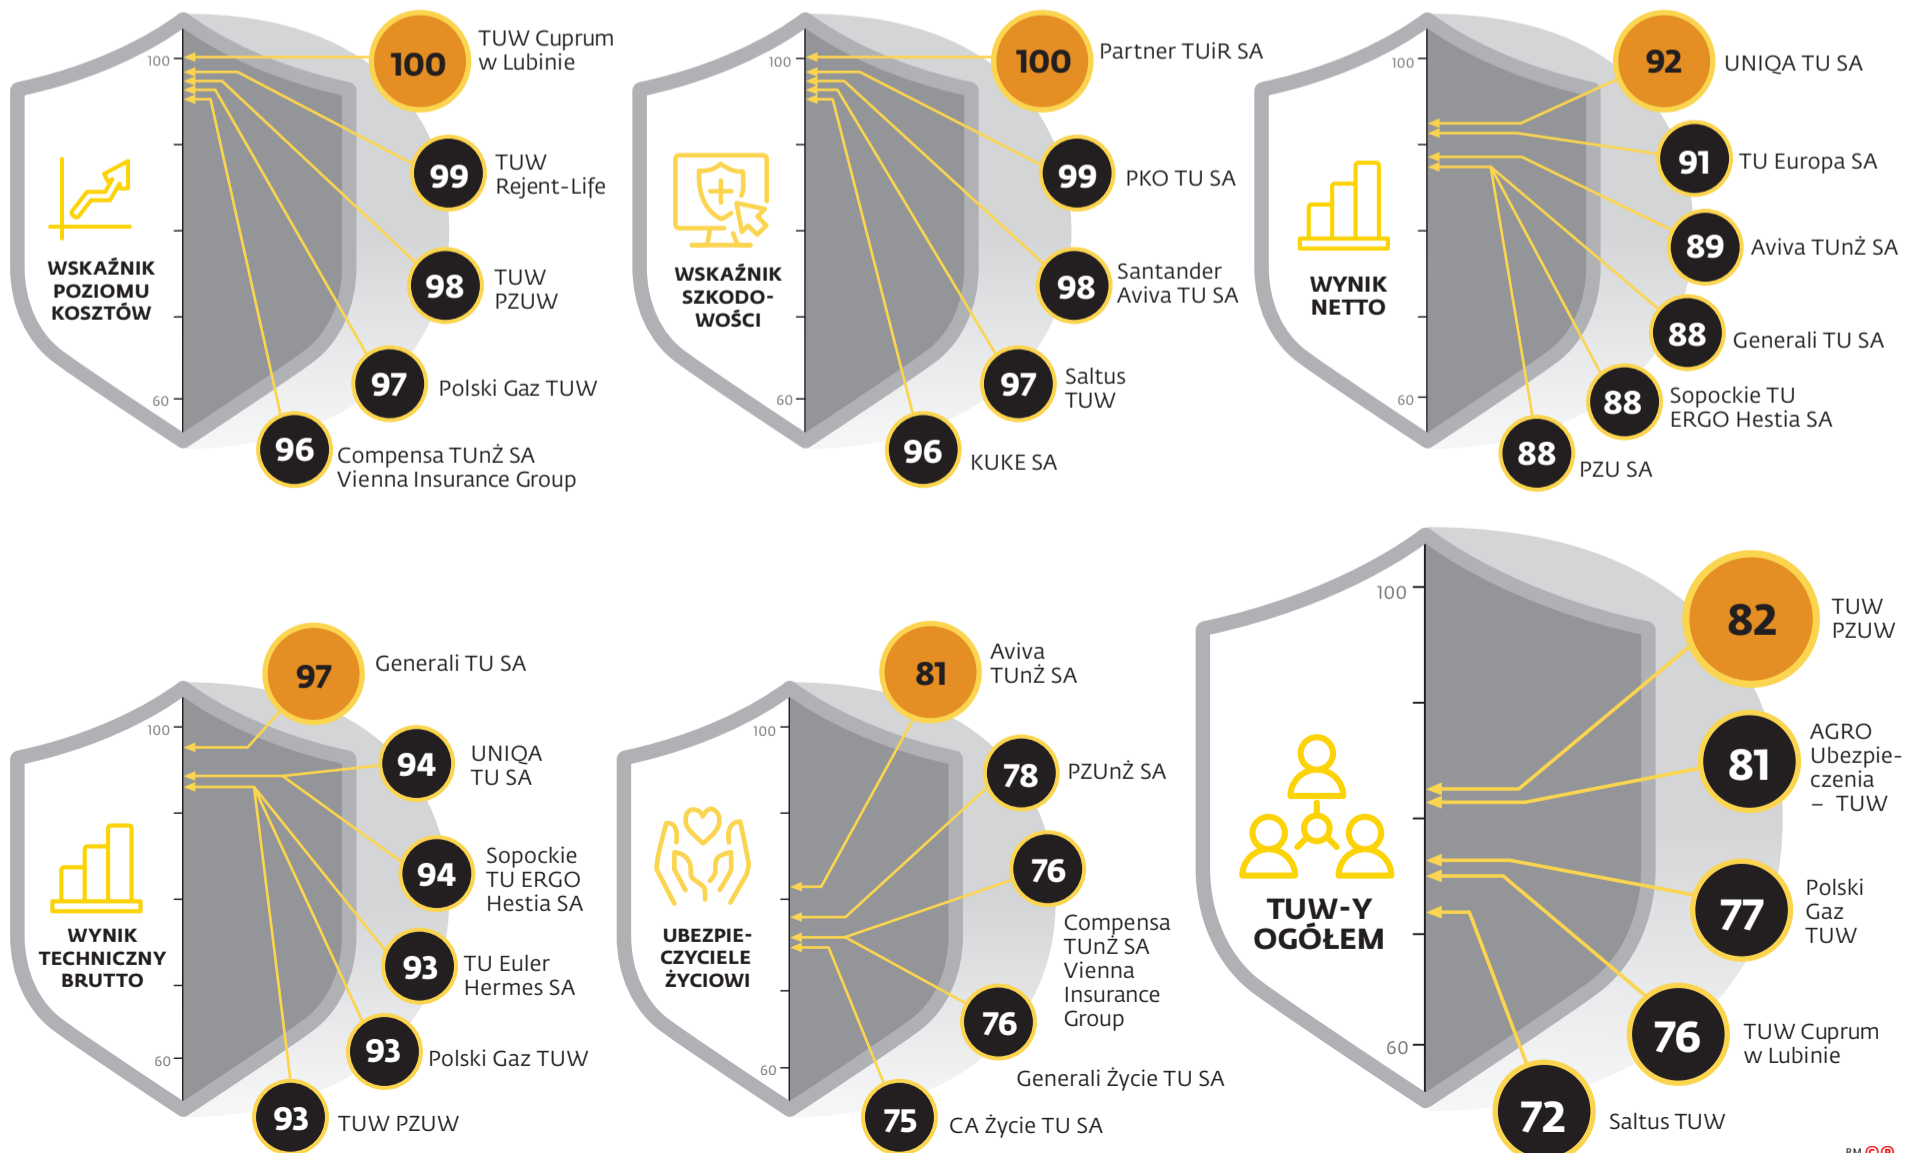 100
60
WSKAŹNIK
POZIOMU
KOSZTÓW
100
TUW Cuprum
w Lubinie
99
TUW
Rejent-Life
98
TUW
PZUW
97
Polski Gaz TUW
96
Compensa TUnŻ SA
Vienna Insurance Group
100
60
WSKAŹNIK
SZKODO-
WOŚCI
100
Partner TUiR SA
99
PKO TU SA
98
Santander
Aviva TU SA
97
Saltus
TUW
96
KUKE SA
100
60
WYNIK
NETTO
92
UNIQA TU SA
91
TU Europa SA
89
Aviva TUnŻ SA
88
Generali TU SA
88
Sopockie TU
ERGO Hestia SA
88
PZU SA
100
60
WYNIK
TECHNICZNY
BRUTTO
97
Generali TU SA
94
UNIQA
TU SA
94
Sopockie
TU ERGO
Hestia SA
93
TU Euler
Hermes SA
93
Polski Gaz TUW
93
TUW PZUW
100
60
UBEZPIE-
CZYCIELE
ŻYCIOWI
81
Aviva
TUnŻ SA
78
PZUnŻ SA
76
Compensa
TUnŻ SA
Vienna
Insurance
Group
76
Generali Życie TU SA
75
CA Życie TU SA
100
60
TUW-Y
OGÓŁEM
82
TUW
PZUW
81
AGRO
Ubezpie-
czenia
– TUW
77
Polski
Gaz
TUW
76
TUW Cuprum
w Lubinie
72
Saltus TUW
RM ©℗